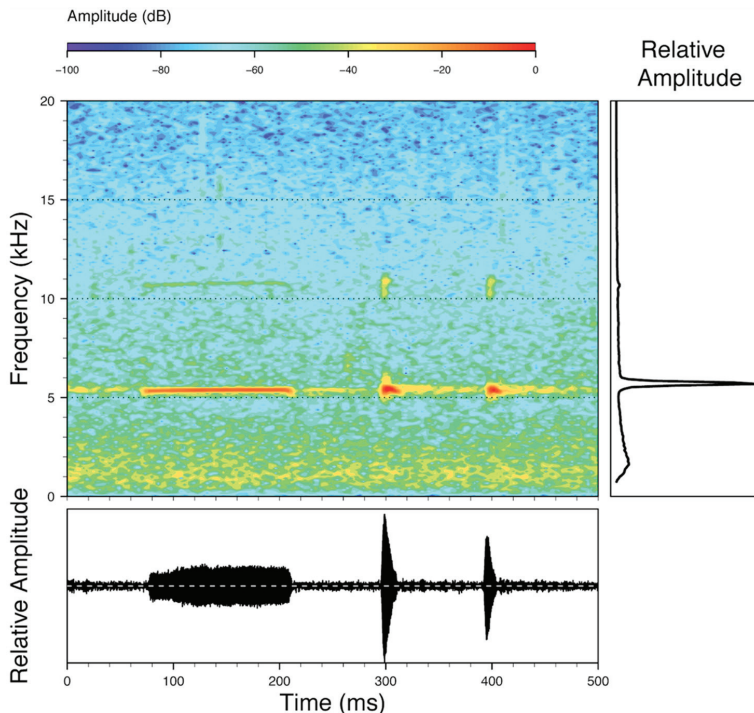 Amplitude (dB)
−100 −80 −60 −40 −20 0
Relative
Amplitude
20
15
10
5
0
Frequency (kHz)
Relative Amplitude
0 100 200 300 400 500
Time (ms)